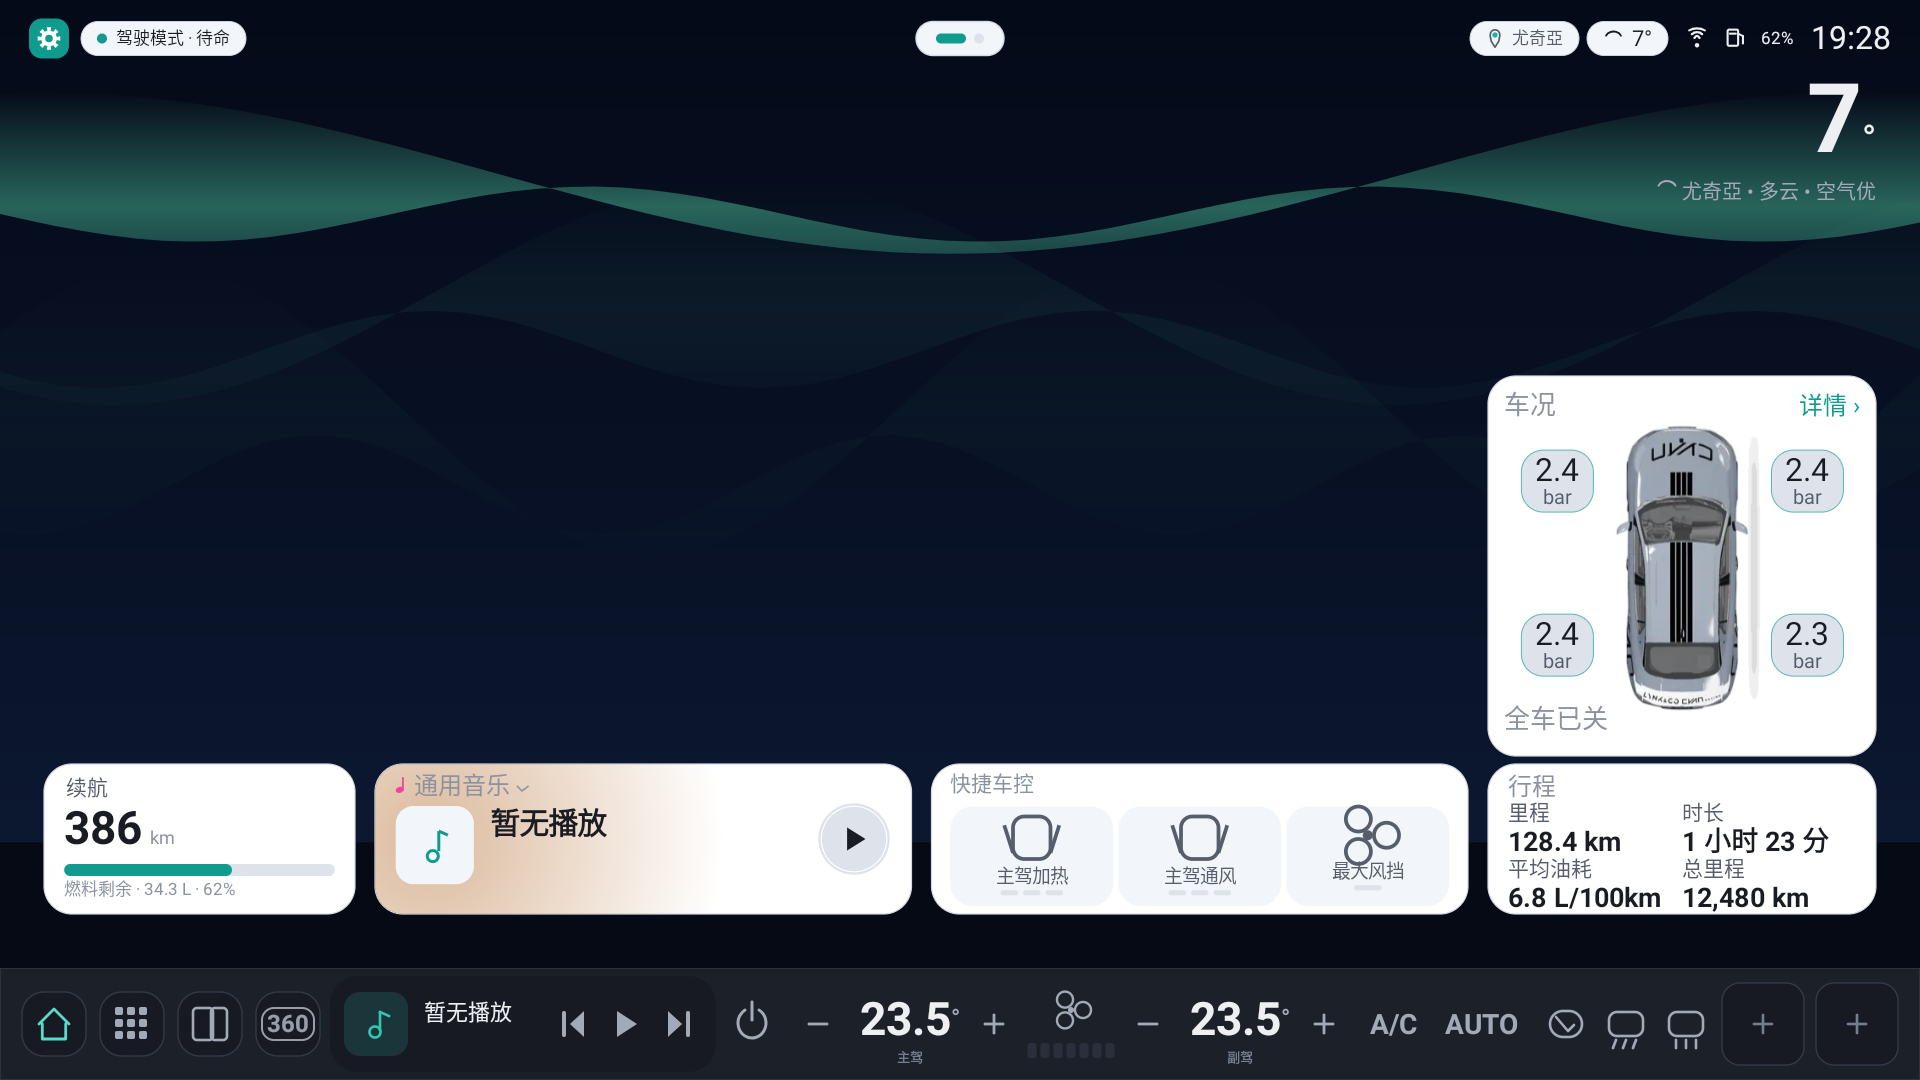 驾驶模式 · 待命
尤奇亞
7°
62%
19:28
7°
尤奇亞 • 多云 • 空气优
车况
详情 ›
2.4
bar
2.4
bar
2.4
bar
2.3
bar
LYNK&CO CYAN
全车已关
续航
386 km
燃料剩余 · 34.3 L · 62%
通用音乐
暂无播放
快捷车控
主驾加热
主驾通风
最大风挡
行程
里程
时长
128.4 km
1 小时 23 分
平均油耗
总里程
6.8 L/100km
12,480 km
360
暂无播放
23.5°
主驾
23.5°
副驾
A/C
AUTO